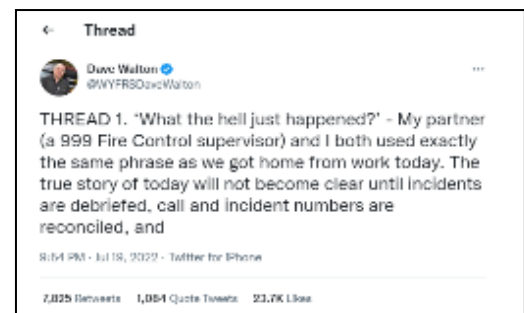 ← Thread
Dave Walton
@WYFRSDaveWalton
THREAD 1. 'What the hell just happened?' - My partner
(a 999 Fire Control supervisor) and I both used exactly
the same phrase as we got home from work today. The
true story of today will not become clear until incidents
are debriefed, call and incident numbers are
reconciled, and
9:54 PM · Jul 19, 2022 · Twitter for iPhone
7,825 Retweets 1,084 Quote Tweets 23.7K Likes